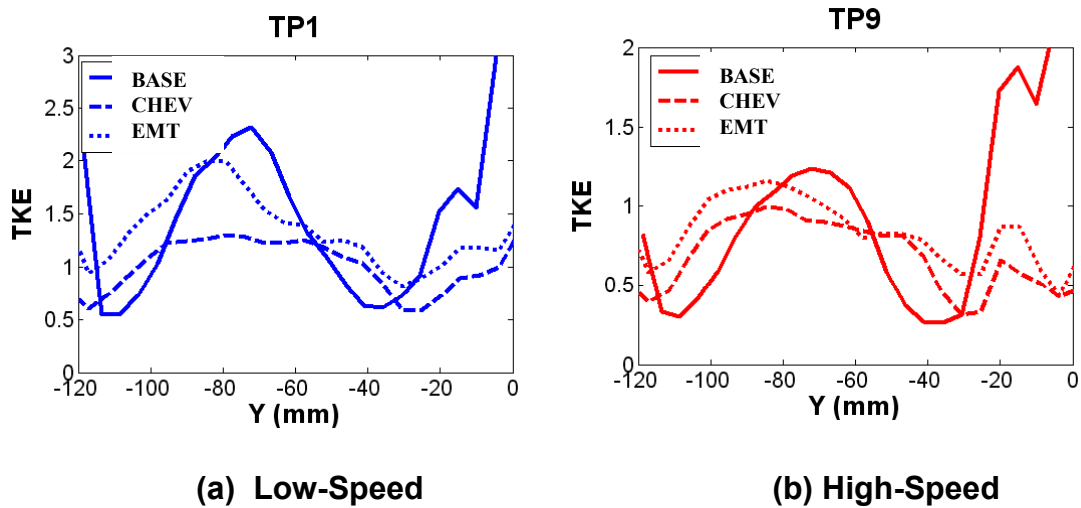 TP1
3
2.5
2
1.5
1
0.5
0
TKE
BASE
CHEV
EMT
-120
-100
-80
-60
-40
-20
0
Y (mm)
(a) Low-Speed
TP9
2
1.5
1
0.5
0
TKE
BASE
CHEV
EMT
-120
-100
-80
-60
-40
-20
0
Y (mm)
(b) High-Speed